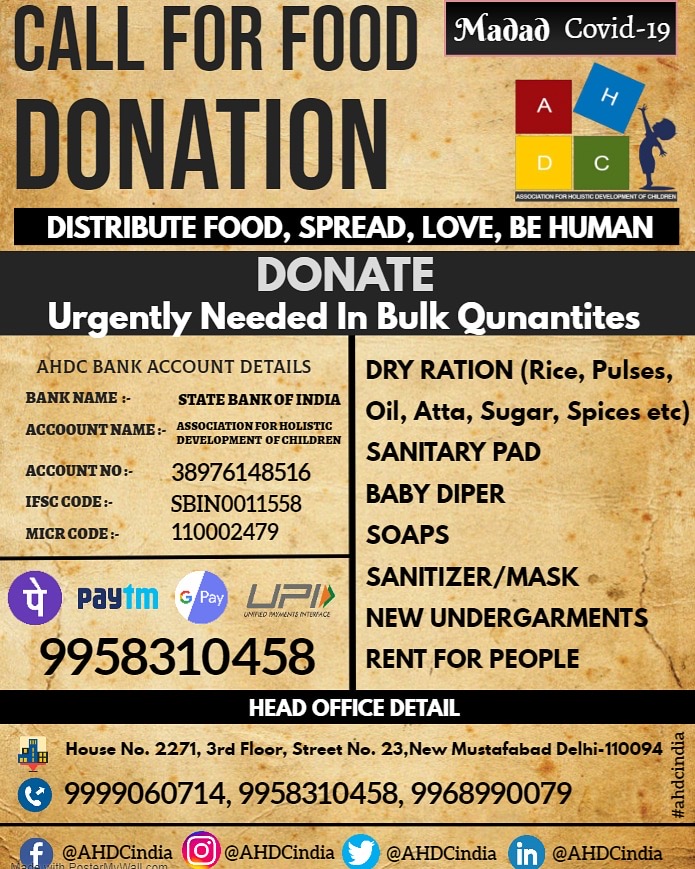 CALL FOR FOOD
DONATION
Madad Covid-19
A
H
D
C
ASSOCIATION FOR HOLISTIC DEVELOPMENT OF CHILDREN
DISTRIBUTE FOOD, SPREAD, LOVE, BE HUMAN
DONATE
Urgently Needed In Bulk Qunantites
AHDC BANK ACCOUNT DETAILS
BANK NAME :- STATE BANK OF INDIA
ACCOOUNT NAME:- ASSOCIATION FOR HOLISTIC
DEVELOPMENT OF CHILDREN
ACCOUNT NO:- 38976148516
IFSC CODE :- SBIN0011558
MICR CODE :- 110002479
पे paytm G Pay UPI
UNIFIED PAYMENTS INTERFACE
9958310458
DRY RATION (Rice, Pulses,
Oil, Atta, Sugar, Spices etc)
SANITARY PAD
BABY DIPER
SOAPS
SANITIZER/MASK
NEW UNDERGARMENTS
RENT FOR PEOPLE
HEAD OFFICE DETAIL
House No. 2271, 3rd Floor, Street No. 23,New Mustafabad Delhi-110094
9999060714, 9958310458, 9968990079
#ahdcindia
f @AHDCindia @AHDCindia @AHDCindia in @AHDCindia
Made with PosterMyWall.com